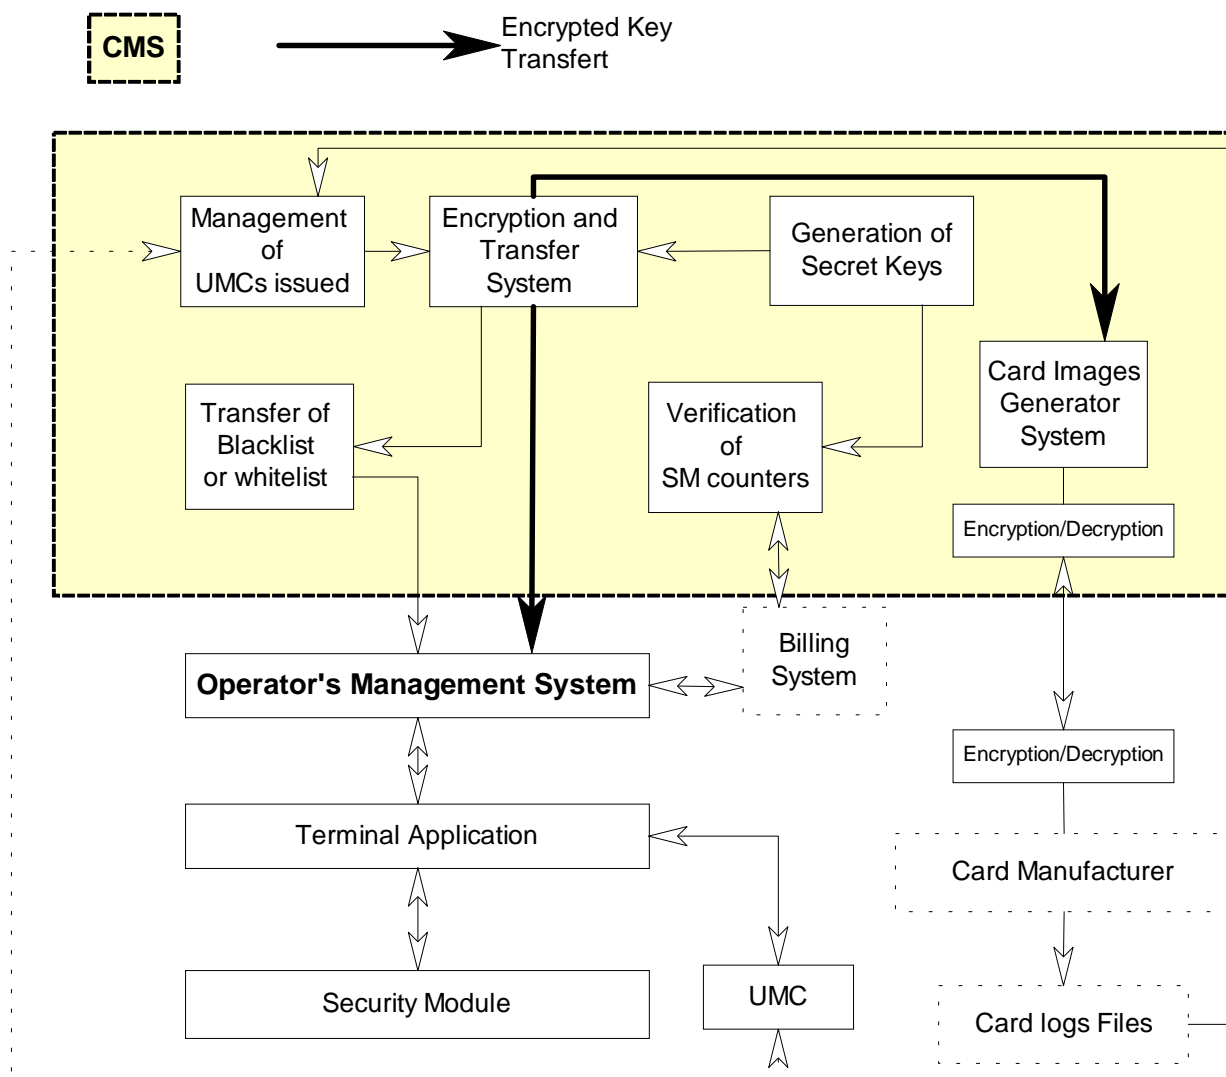 CMS
Encrypted Key
Transfert
Management
of
UMCs issued
Encryption and
Transfer
System
Generation of
Secret Keys
Transfer of
Blacklist
or whitelist
Verification
of
SM counters
Card Images
Generator
System
Encryption/Decryption
Operator's Management System
Billing
System
Encryption/Decryption
Terminal Application
Card Manufacturer
Security Module
UMC
Card logs Files